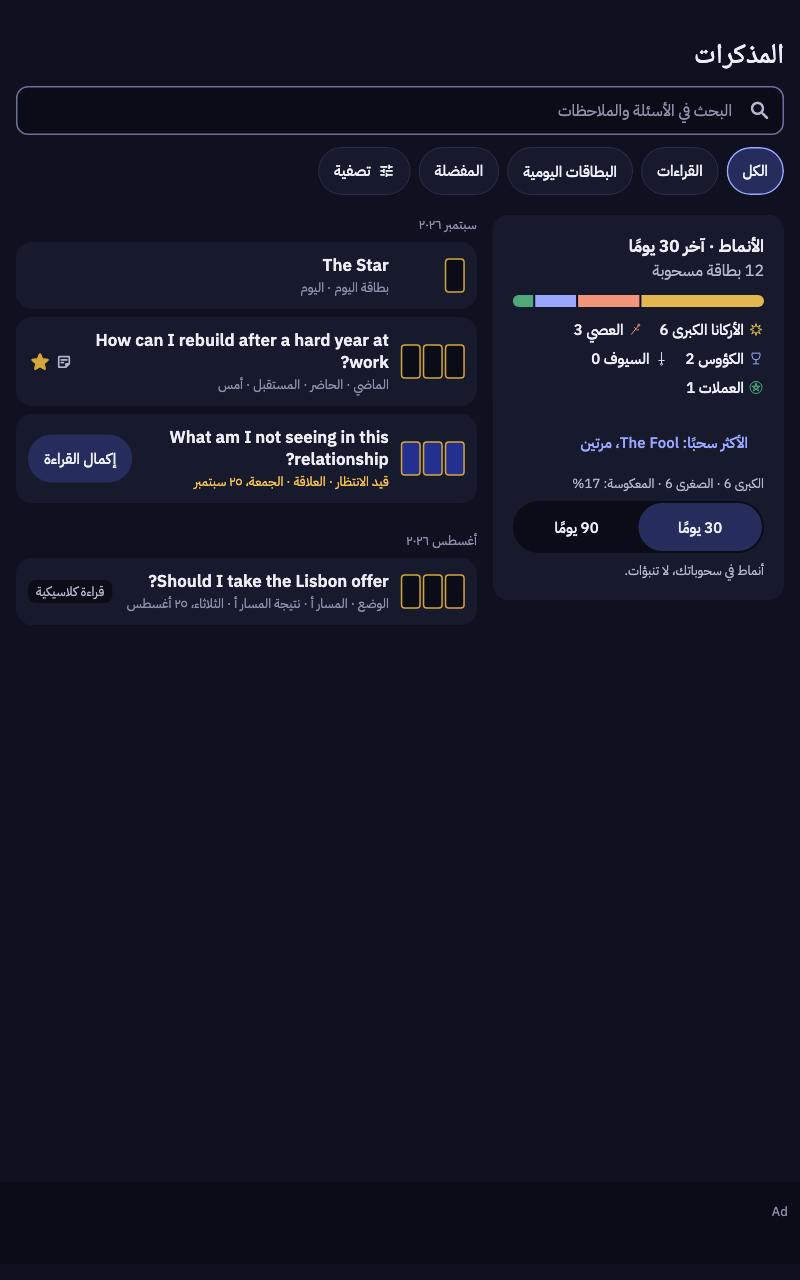 المذكرات
البحث في الأسئلة والملاحظات
الكل
القراءات
البطاقات اليومية
المفضلة
تصفية
الأنماط · آخر 30 يومًا
12 بطاقة مسحوبة
الأركانا الكبرى 6
العصي 3
الكؤوس 2
السيوف 0
العملات 1
الأكثر سحبًا: The Fool، مرتين
الكبرى 6 · الصغرى 6 · المعكوسة: 17%
30 يومًا
90 يومًا
أنماط في سحوباتك، لا تنبؤات.
سبتمبر ٢٠٢٦
The Star
بطاقة اليوم · اليوم
How can I rebuild after a hard year at
work?
الماضي · الحاضر · المستقبل · أمس
What am I not seeing in this
relationship?
قيد الانتظار · العلاقة · الجمعة، ٢٥ سبتمبر
إكمال القراءة
أغسطس ٢٠٢٦
Should I take the Lisbon offer?
الوضع · المسار أ · نتيجة المسار أ · الثلاثاء، ٢٥ أغسطس
قراءة كلاسيكية
Ad